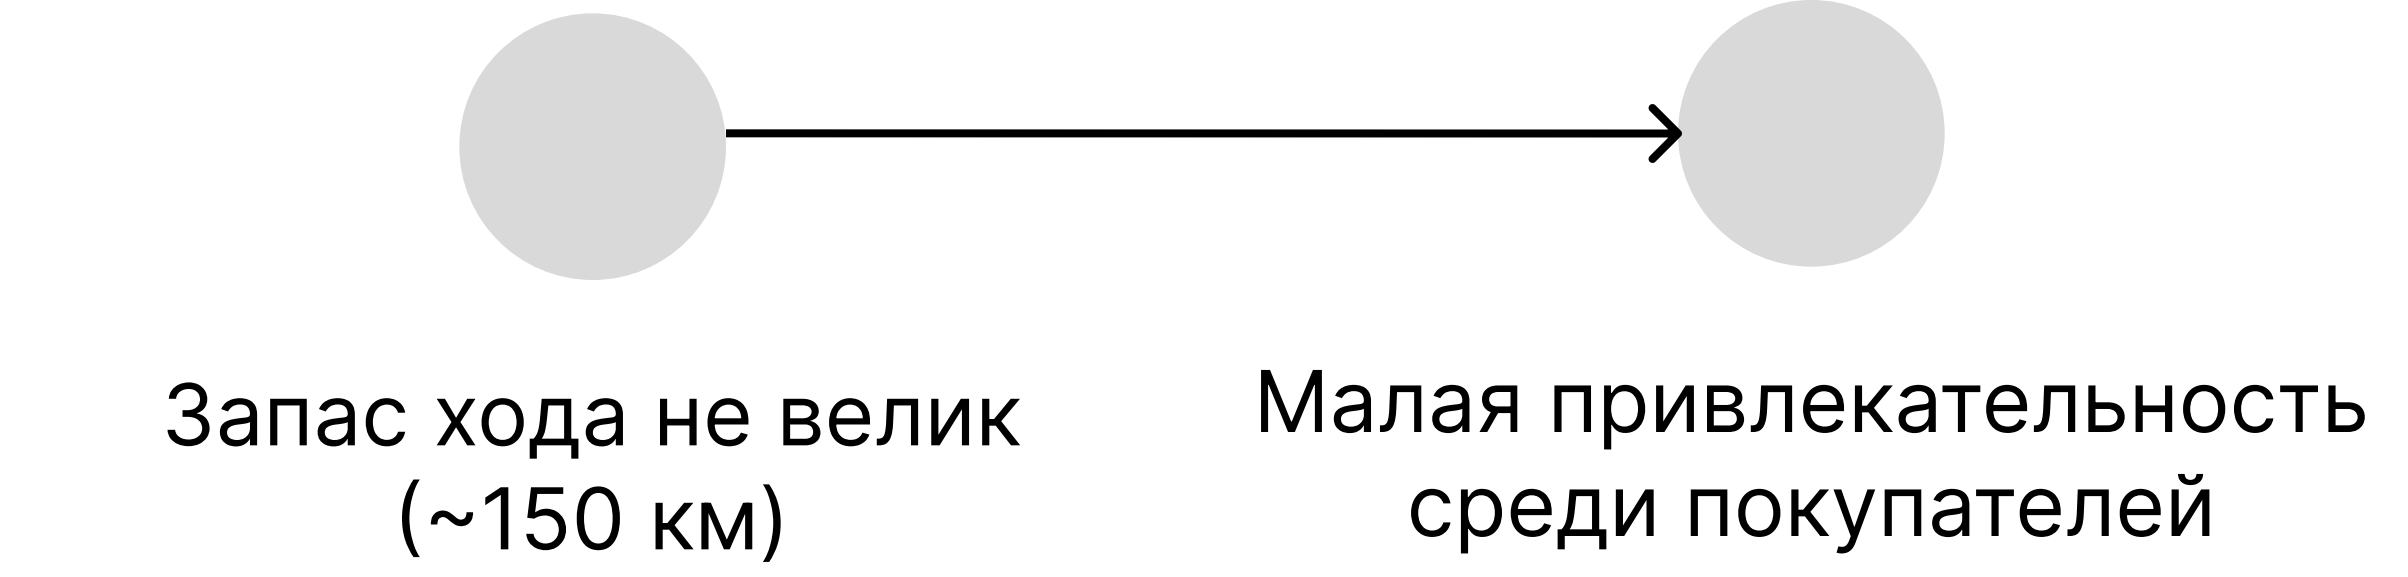 Запас хода не велик
(~150 км)
Малая привлекательность
среди покупателей